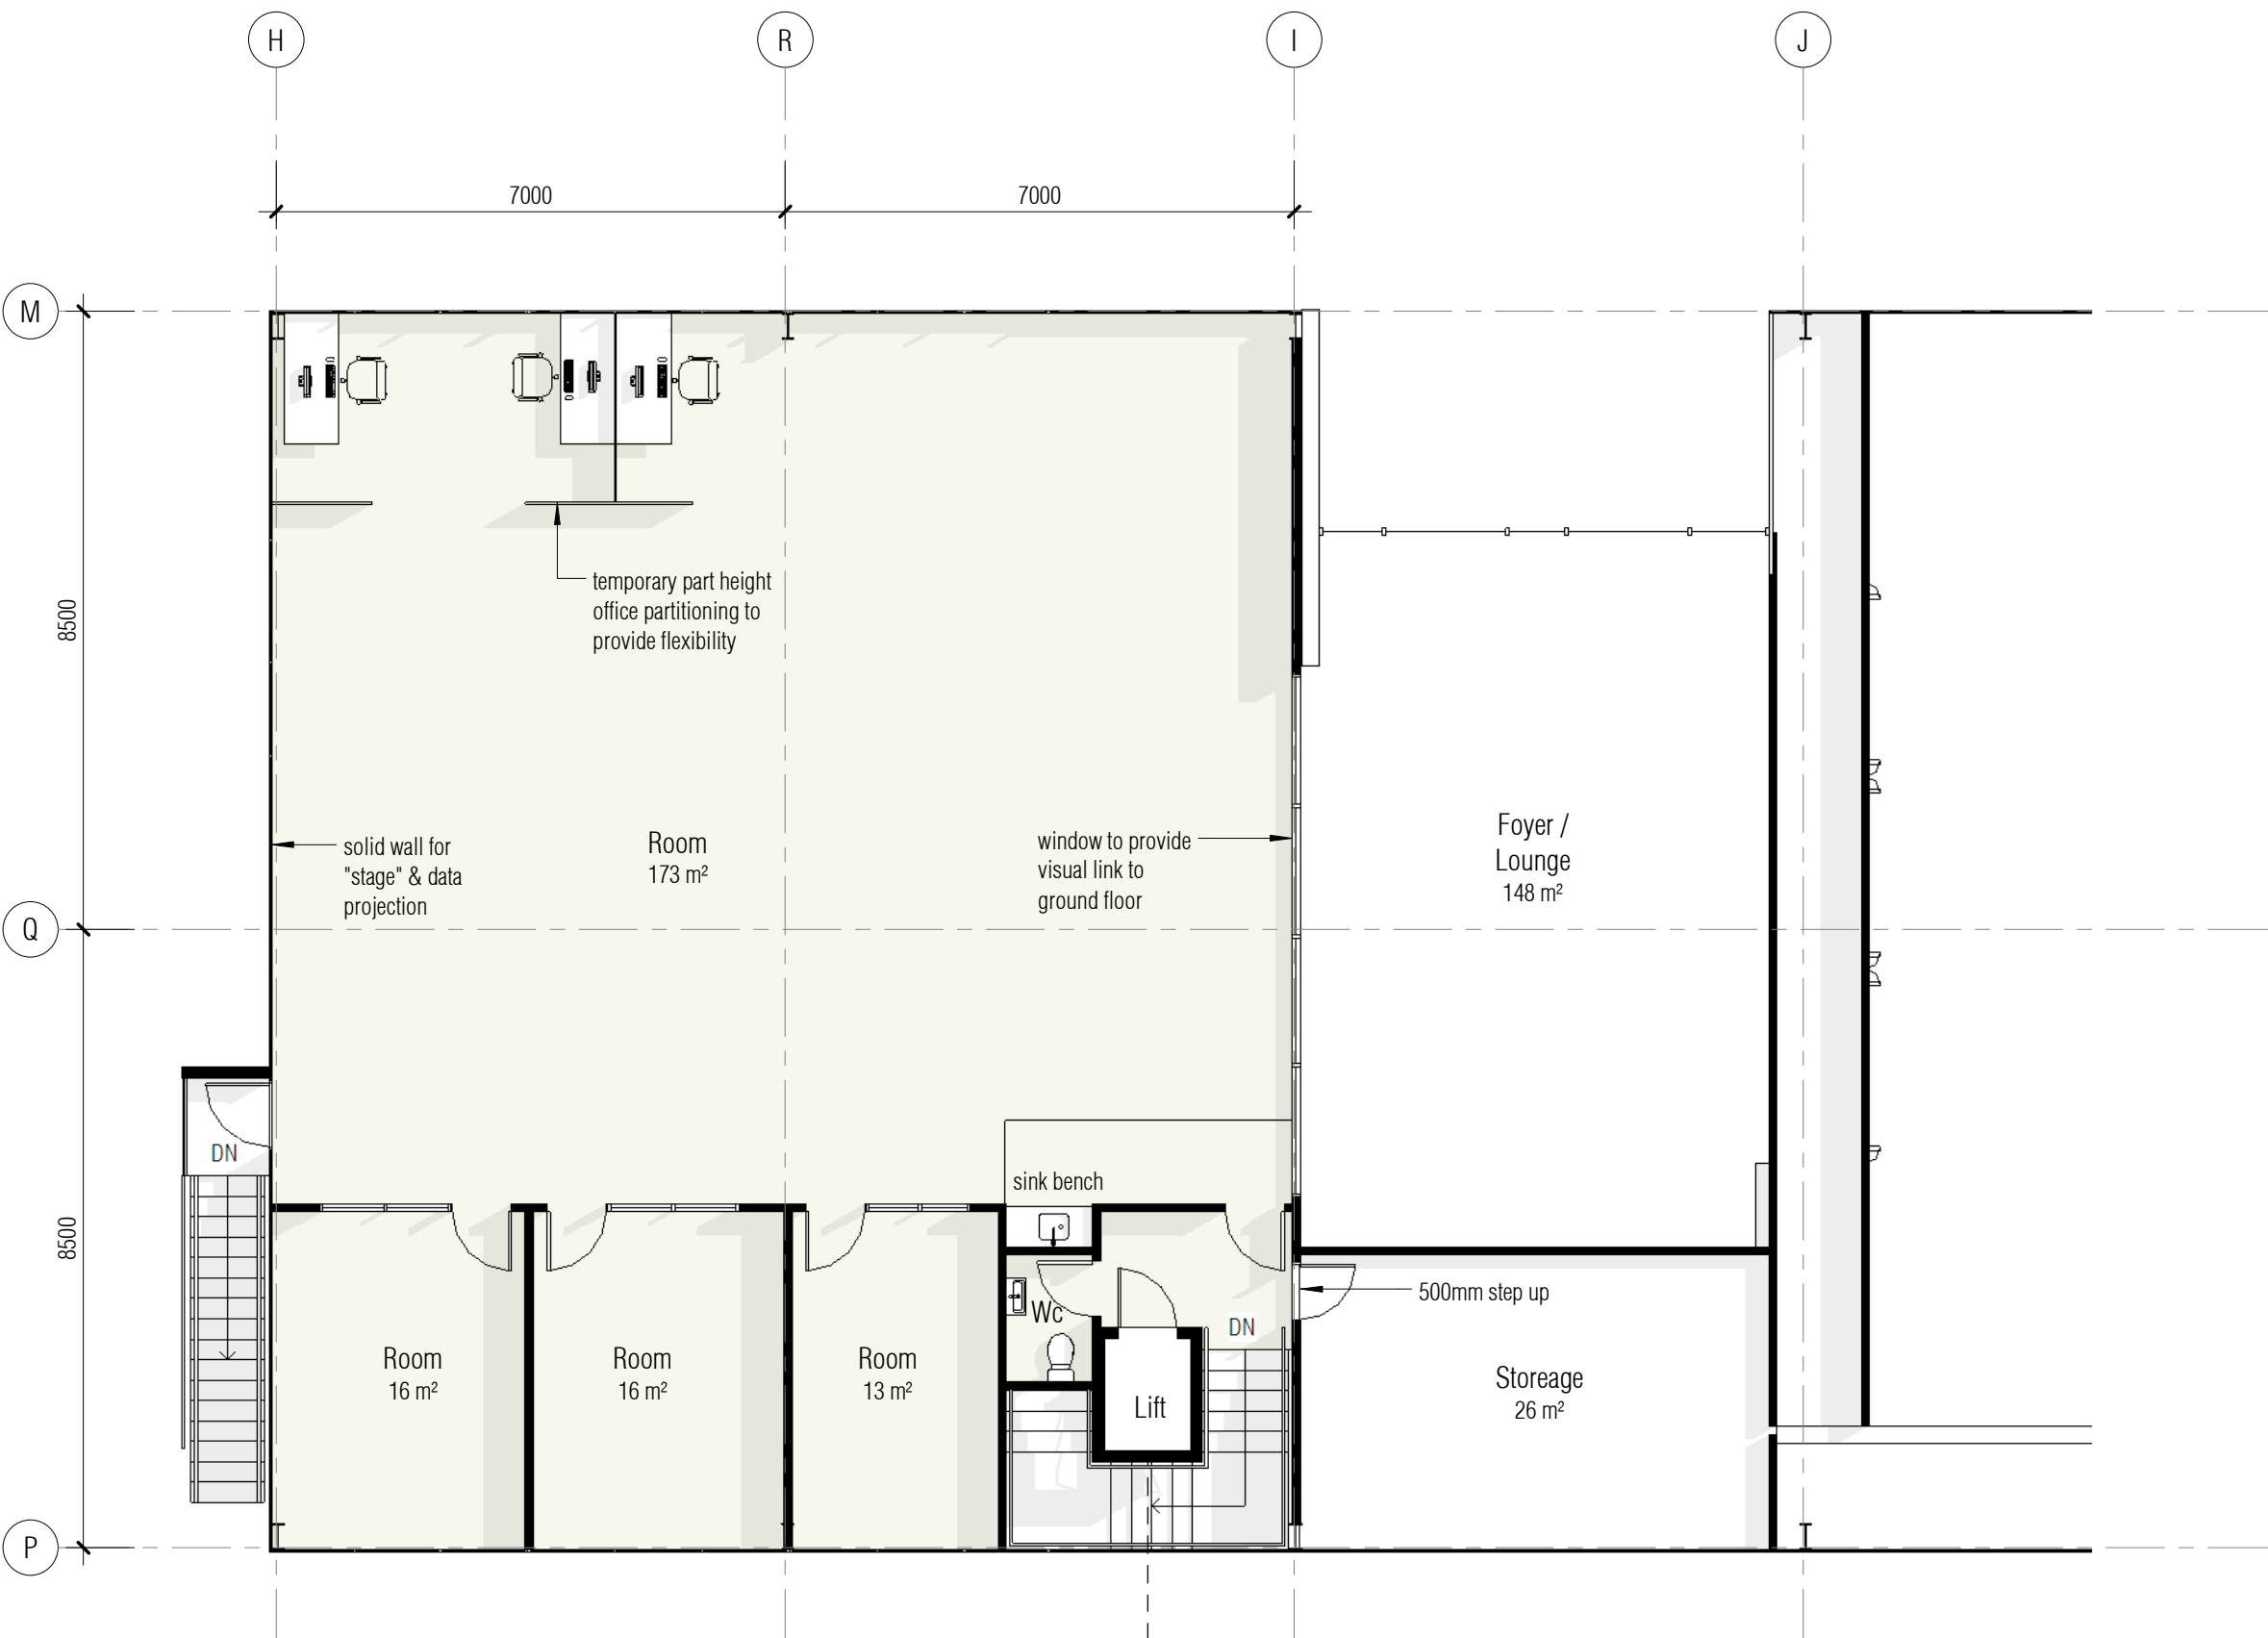 H
R
I
J
7000
7000
M
8500
temporary part height
office partitioning to
provide flexibility
solid wall for
"stage" & data
projection
Room
173 m²
window to provide
visual link to
ground floor
Foyer /
Lounge
148 m²
Q
DN
sink bench
8500
500mm step up
Wc
DN
Room
16 m²
Room
16 m²
Room
13 m²
Lift
Storeage
26 m²
P